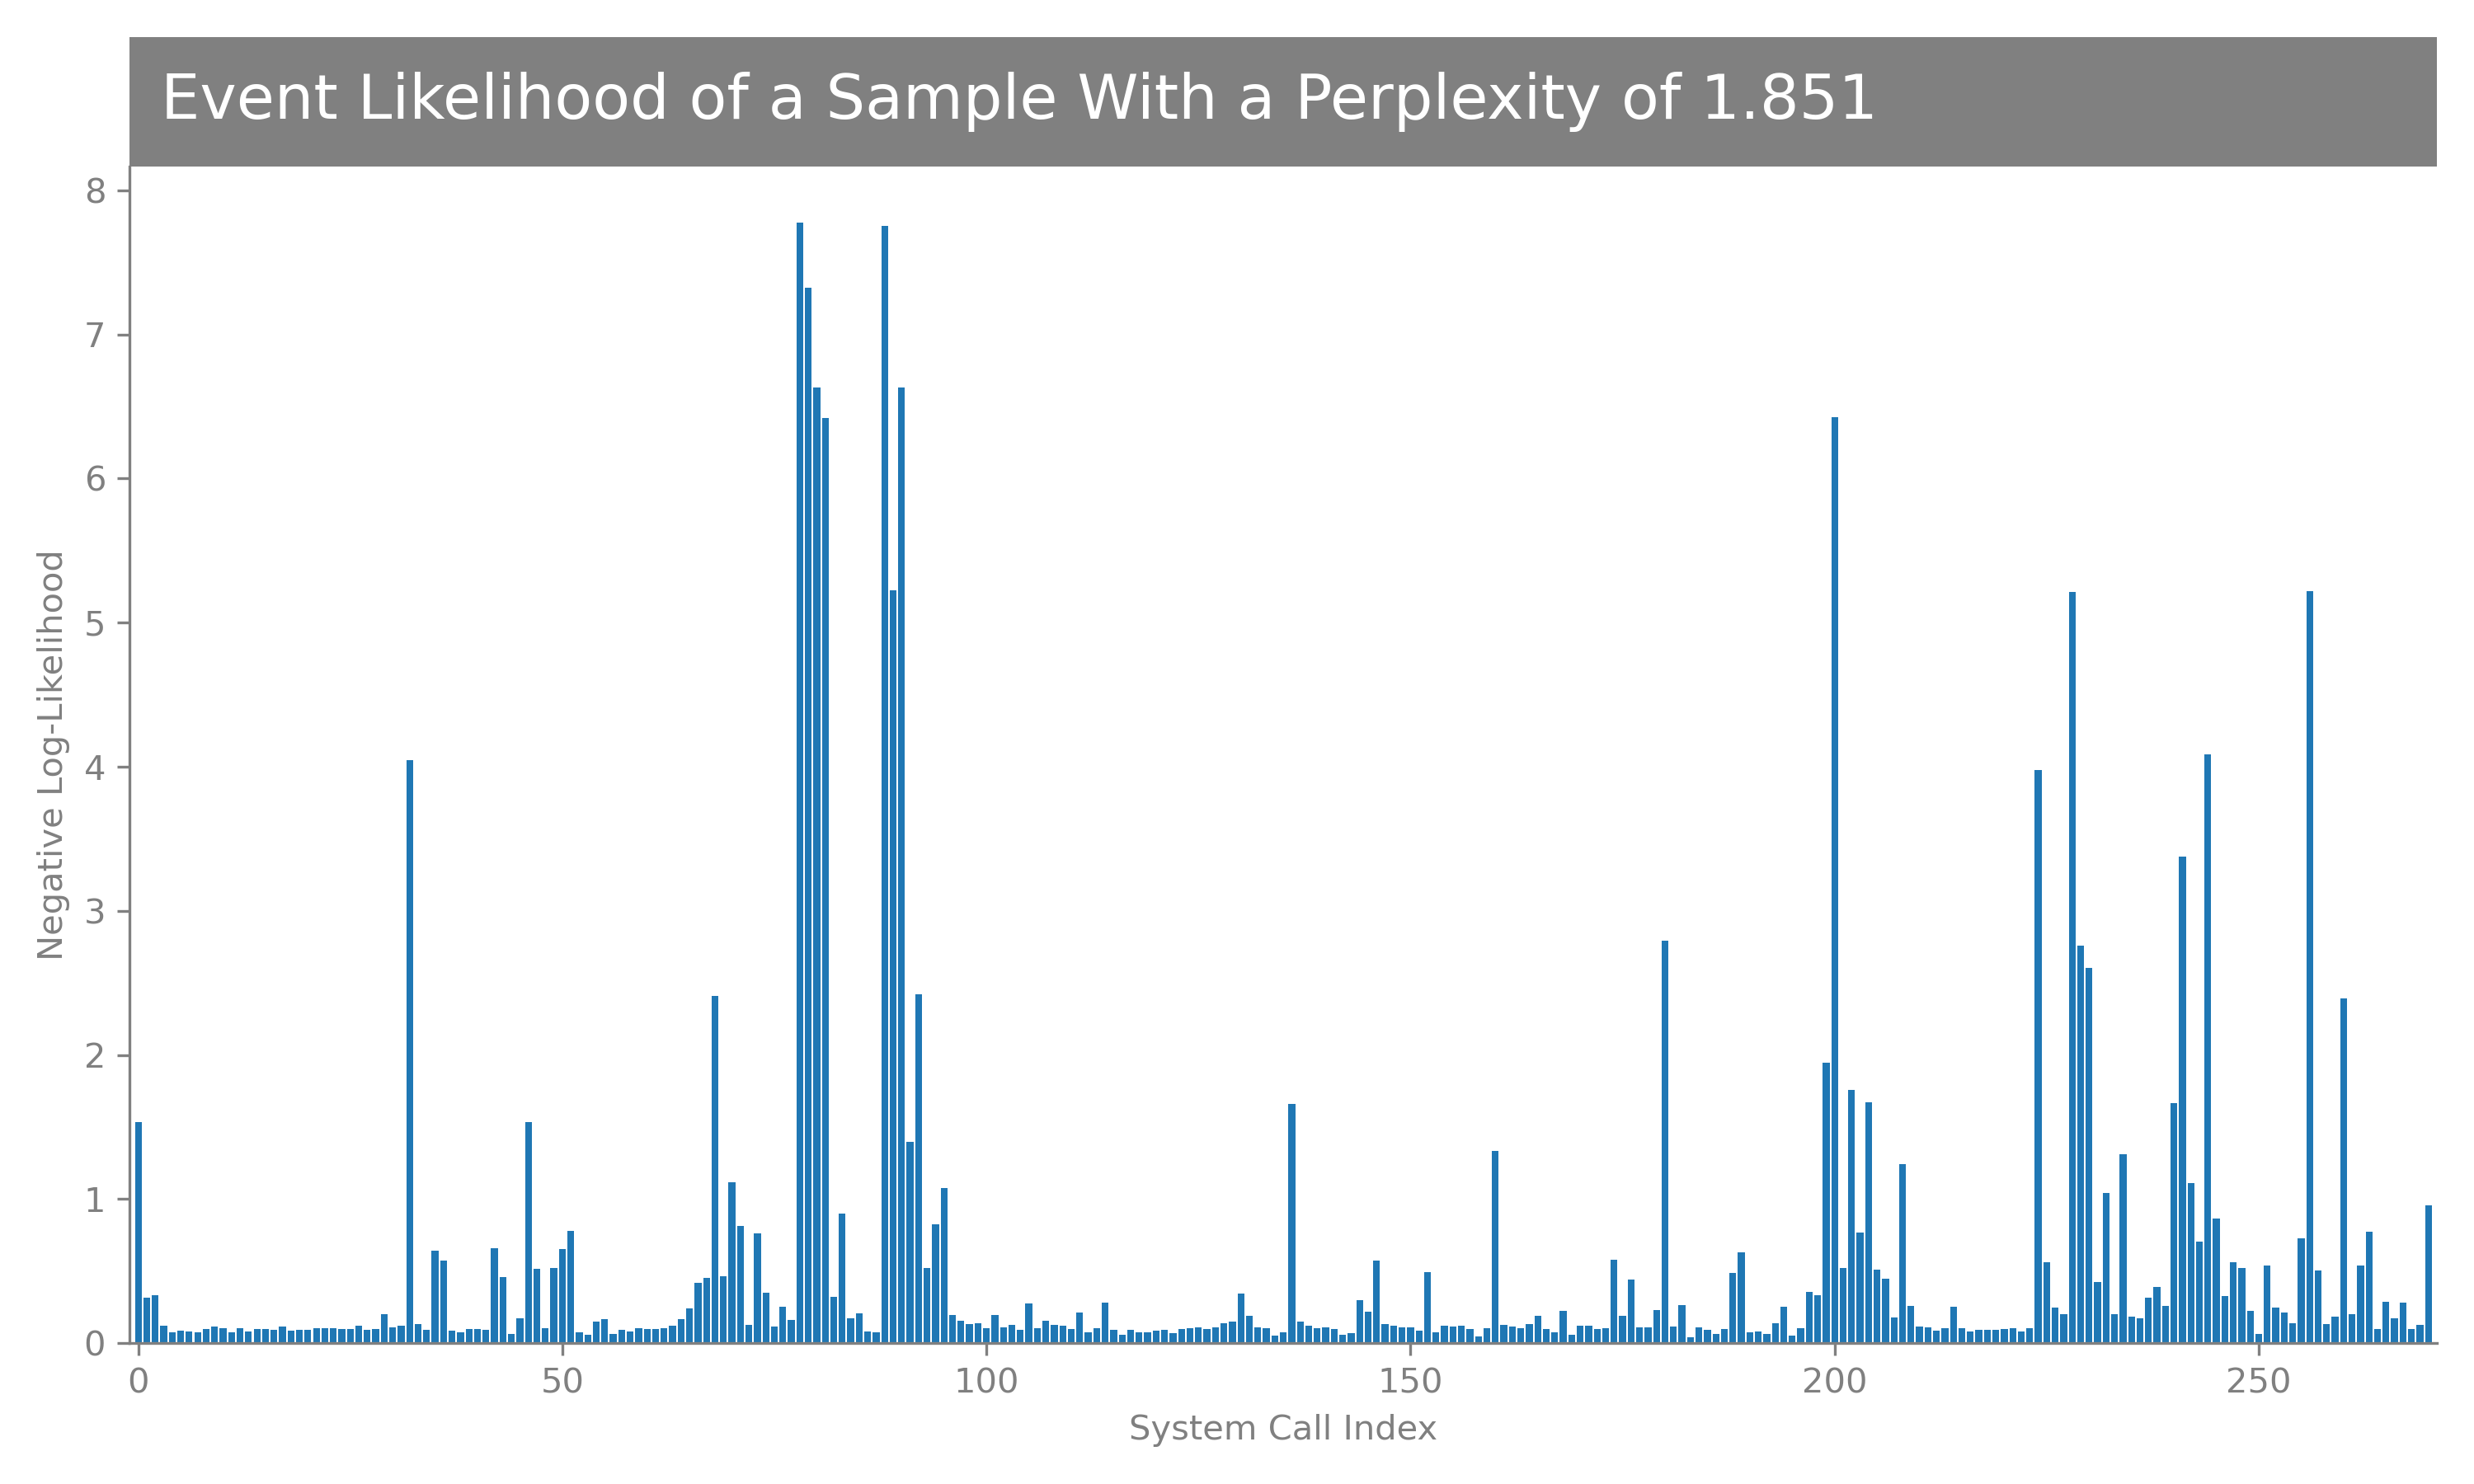 Event Likelihood of a Sample With a Perplexity of 1.851
8
7
6
5
4
3
2
1
0
Negative Log-Likelihood
0 50 100 150 200 250
System Call Index